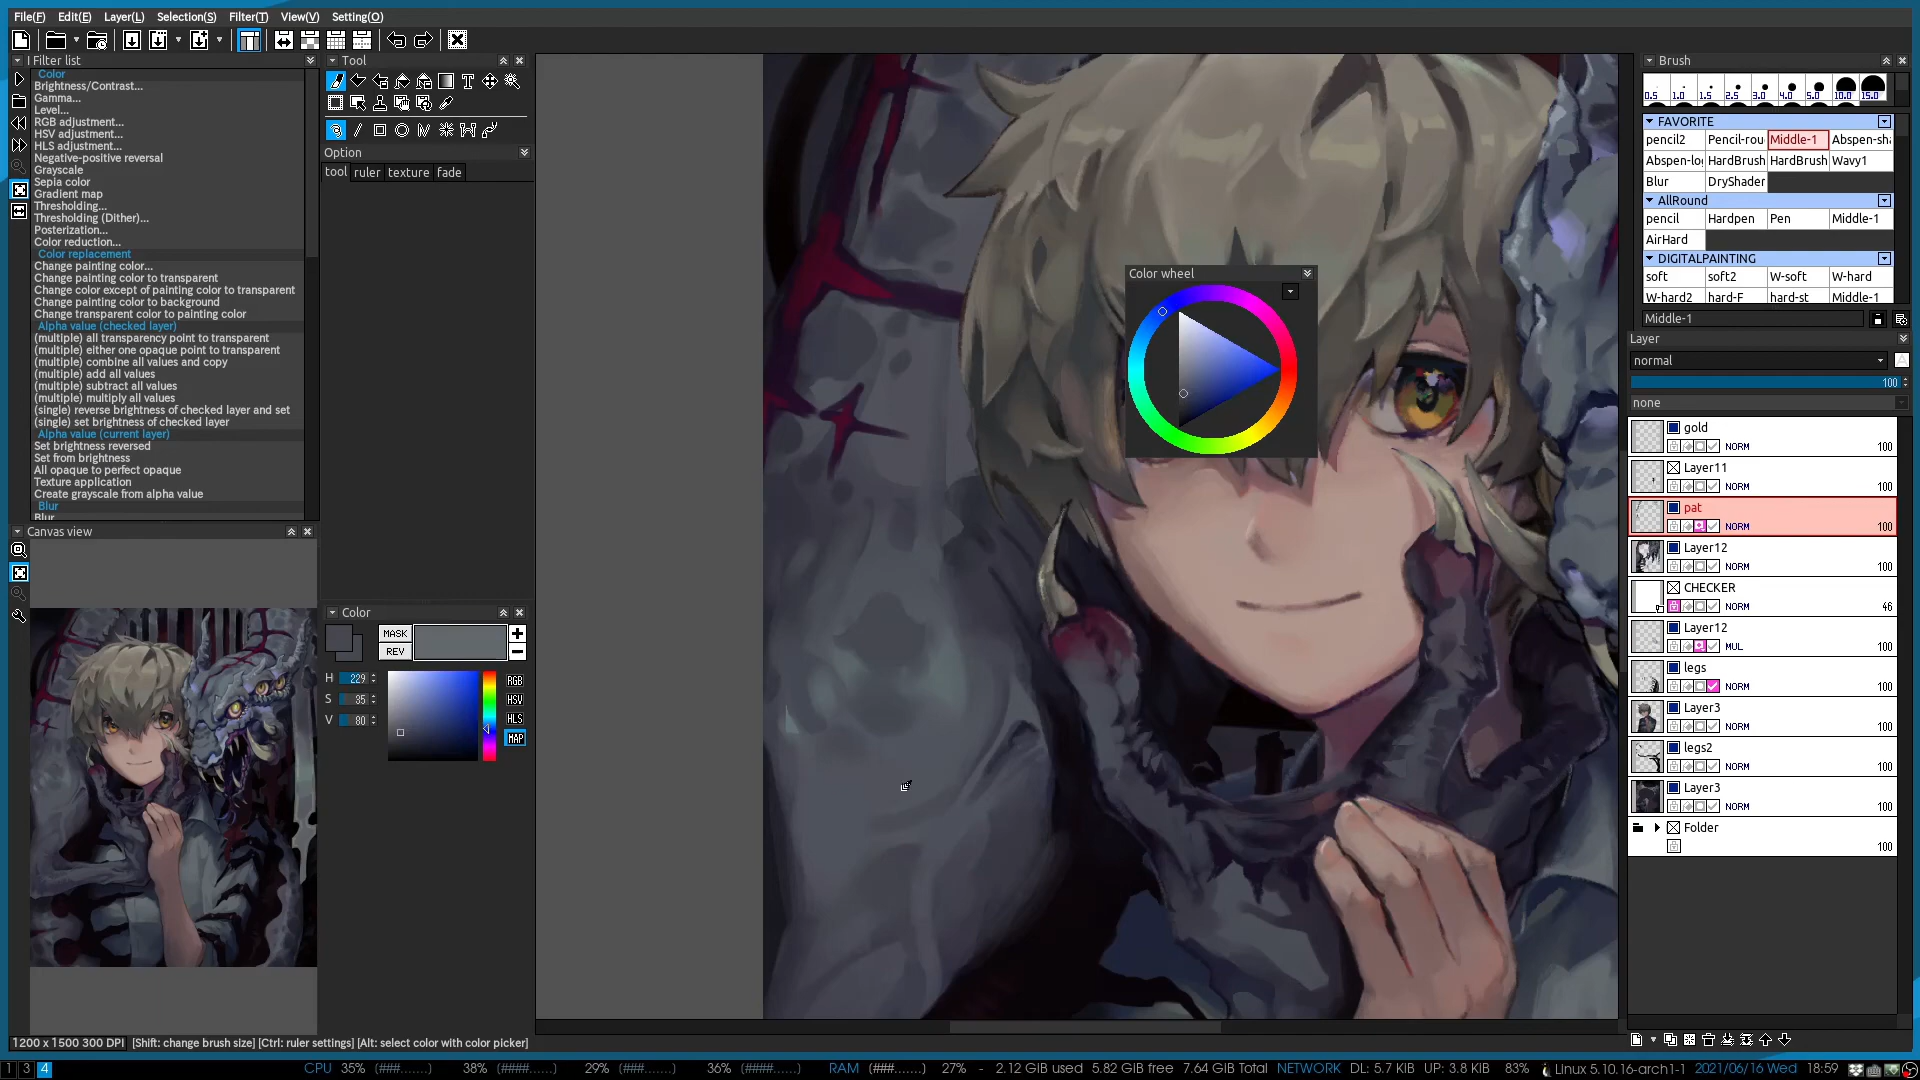 File(F) Edit(E) Layer(L) Selection(S) Filter(T) View(V) Setting(O)
Filter list
Color
Brightness/Contrast...
Gamma...
Level...
RGB adjustment...
HSV adjustment...
HLS adjustment...
Negative-positive reversal
Grayscale
Sepia color
Gradient map
Thresholding...
Thresholding (Dither)...
Posterization...
Color reduction...
Color replacement
Change painting color...
Change painting color to transparent
Change color except of painting color to transparent
Change painting color to background
Change transparent color to painting color
Alpha value (checked layer)
(multiple) all transparency point to transparent
(multiple) either one opaque point to transparent
(multiple) combine all values and copy
(multiple) add all values
(multiple) subtract all values
(multiple) multiply all values
(single) reverse brightness of checked layer and set
(single) set brightness of checked layer
Alpha value (current layer)
Set brightness reversed
Set from brightness
All opaque to perfect opaque
Texture application
Create grayscale from alpha value
Blur
Blur
Canvas view
Tool
Option
tool ruler texture fade
Color
MASK
REV
H 229
S 35
V 80
RGB
HSV
HLS
MAP
Color wheel
Brush
0.5 1.0 1.5 2.5 3.0 4.0 5.0 10.0 15.0
FAVORITE
pencil2 Pencil-rou Middle-1 Abspen-sh
Abspen-lo HardBrush HardBrush Wavy1
Blur DryShader
AllRound
pencil Hardpen Pen Middle-1
AirHard
DIGITALPAINTING
soft soft2 W-soft W-hard
W-hard2 hard-F hard-st Middle-1
Middle-1
Layer
normal
100
none
gold
NORM 100
Layer11
NORM 100
pat
NORM 100
Layer12
NORM 100
CHECKER
NORM 46
Layer12
MUL 100
legs
NORM 100
Layer3
NORM 100
legs2
NORM 100
Layer3
NORM 100
Folder
100
1200 x 1500 300 DPI [Shift: change brush size] [Ctrl: ruler settings] [Alt: select color with color picker]
1 3 4 CPU 35% (###.......) 38% (####......) 29% (###.......) 36% (####......) RAM (###.......) 27% - 2.12 GIB used 5.82 GIB free 7.64 GIB Total NETWORK DL: 5.7 KIB UP: 3.8 KIB 83% Linux 5.10.16-arch1-1 2021/06/16 Wed 18:59